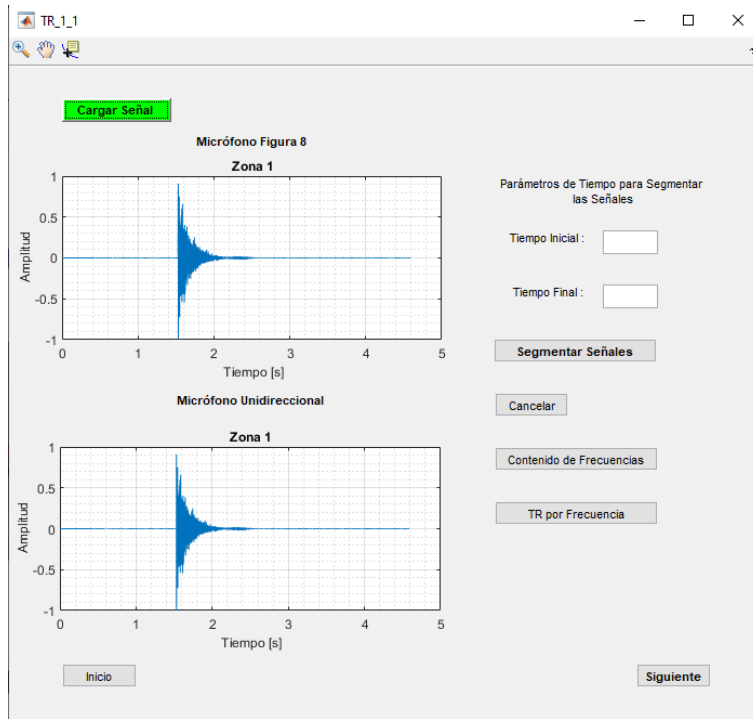 TR_1_1
Cargar Señal
Micrófono Figura 8
Zona 1
1
0.5
0
-0.5
-1
Amplitud
0 1 2 3 4 5
Tiempo [s]
Micrófono Unidireccional
Zona 1
1
0.5
0
-0.5
-1
Amplitud
0 1 2 3 4 5
Tiempo [s]
Inicio
Parámetros de Tiempo para Segmentar
las Señales
Tiempo Inicial :
Tiempo Final :
Segmentar Señales
Cancelar
Contenido de Frecuencias
TR por Frecuencia
Siguiente